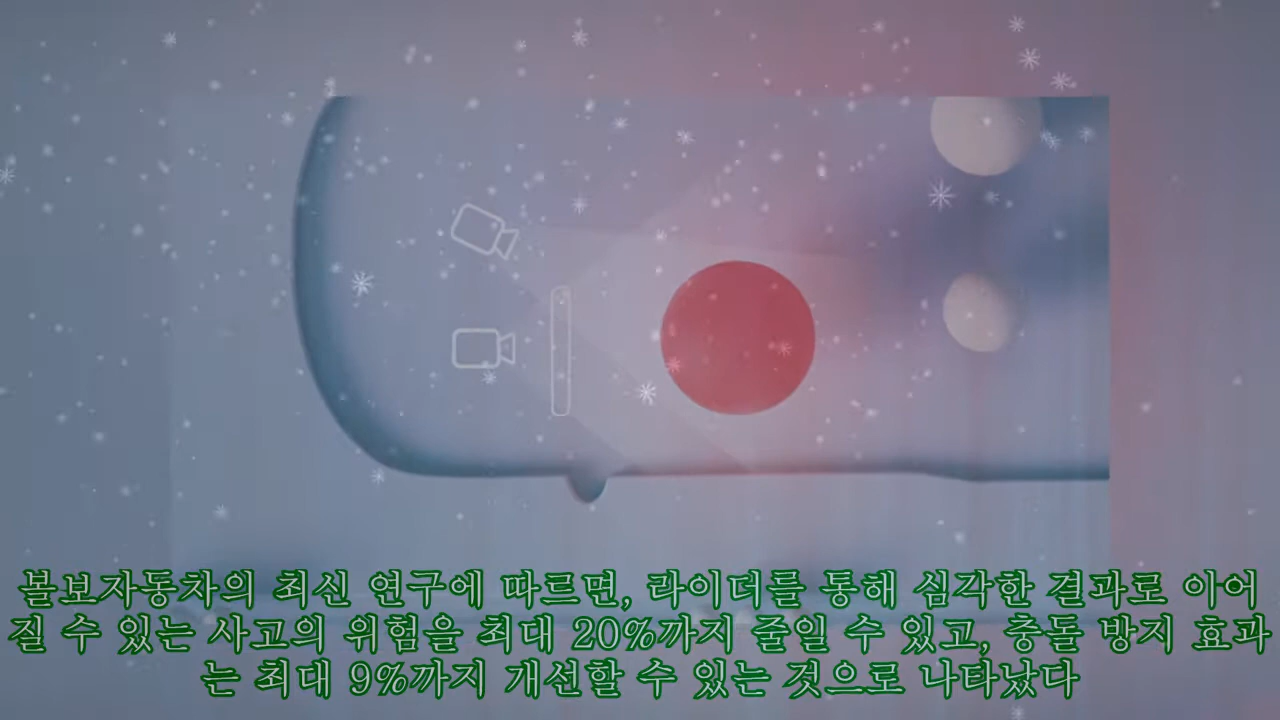 볼보자동차의 최신 연구에 따르면, 라이더를 통해 심각한 결과로 이어
질 수 있는 사고의 위험을 최대 20%까지 줄일 수 있고, 충돌 방지 효과
는 최대 9%까지 개선할 수 있는 것으로 나타났다